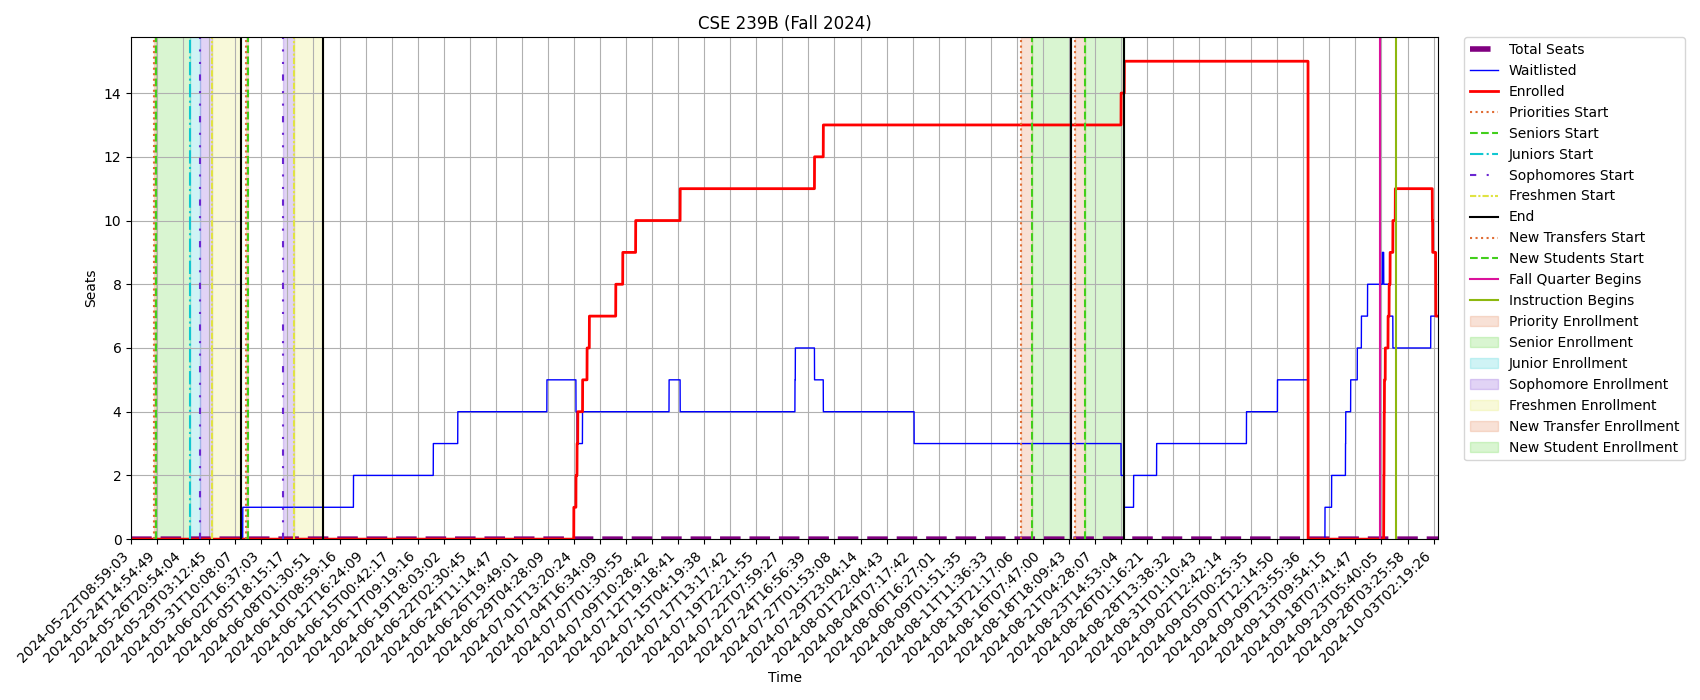 CSE 239B (Fall 2024)
Total Seats
Waitlisted
Enrolled
Priorities Start
Seniors Start
Juniors Start
Sophomores Start
Freshmen Start
End
New Transfers Start
New Students Start
Fall Quarter Begins
Instruction Begins
Priority Enrollment
Senior Enrollment
Junior Enrollment
Sophomore Enrollment
Freshmen Enrollment
New Transfer Enrollment
New Student Enrollment
Seats
14
12
10
8
6
4
2
0
2024-05-22T08:59:03
2024-05-24T14:54:49
2024-05-26T20:54:04
2024-05-29T03:12:45
2024-05-31T10:08:07
2024-06-02T16:37:03
2024-06-05T18:15:17
2024-06-08T01:30:51
2024-06-10T08:59:16
2024-06-12T16:24:09
2024-06-15T00:42:17
2024-06-17T09:19:16
2024-06-19T18:03:02
2024-06-22T02:30:45
2024-06-24T11:14:47
2024-06-26T19:49:01
2024-06-29T04:28:09
2024-07-01T13:20:24
2024-07-04T16:34:09
2024-07-07T01:30:55
2024-07-09T10:28:42
2024-07-12T19:18:41
2024-07-15T04:19:38
2024-07-17T13:17:42
2024-07-19T22:21:55
2024-07-22T07:59:27
2024-07-24T16:56:39
2024-07-27T01:53:08
2024-07-29T23:04:14
2024-08-01T22:04:43
2024-08-04T07:17:42
2024-08-06T16:27:01
2024-08-09T01:51:35
2024-08-11T11:36:33
2024-08-13T21:17:06
2024-08-16T07:47:00
2024-08-18T18:09:43
2024-08-21T04:28:07
2024-08-23T14:53:04
2024-08-26T01:16:21
2024-08-28T13:38:32
2024-08-31T01:10:43
2024-09-02T12:42:14
2024-09-05T00:25:35
2024-09-07T12:14:50
2024-09-09T23:55:36
2024-09-13T09:54:15
2024-09-18T07:41:47
2024-09-23T05:40:05
2024-09-28T03:25:58
2024-10-03T02:19:26
Time